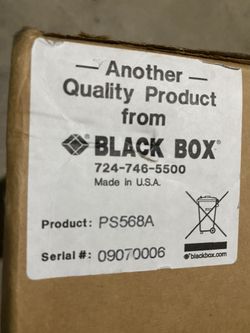 — Another —
Quality Product
from
BLACK BOX®
724-746-5500
Made in U.S.A.
Product: PS568A
Serial #: 09070006
blackbox.com